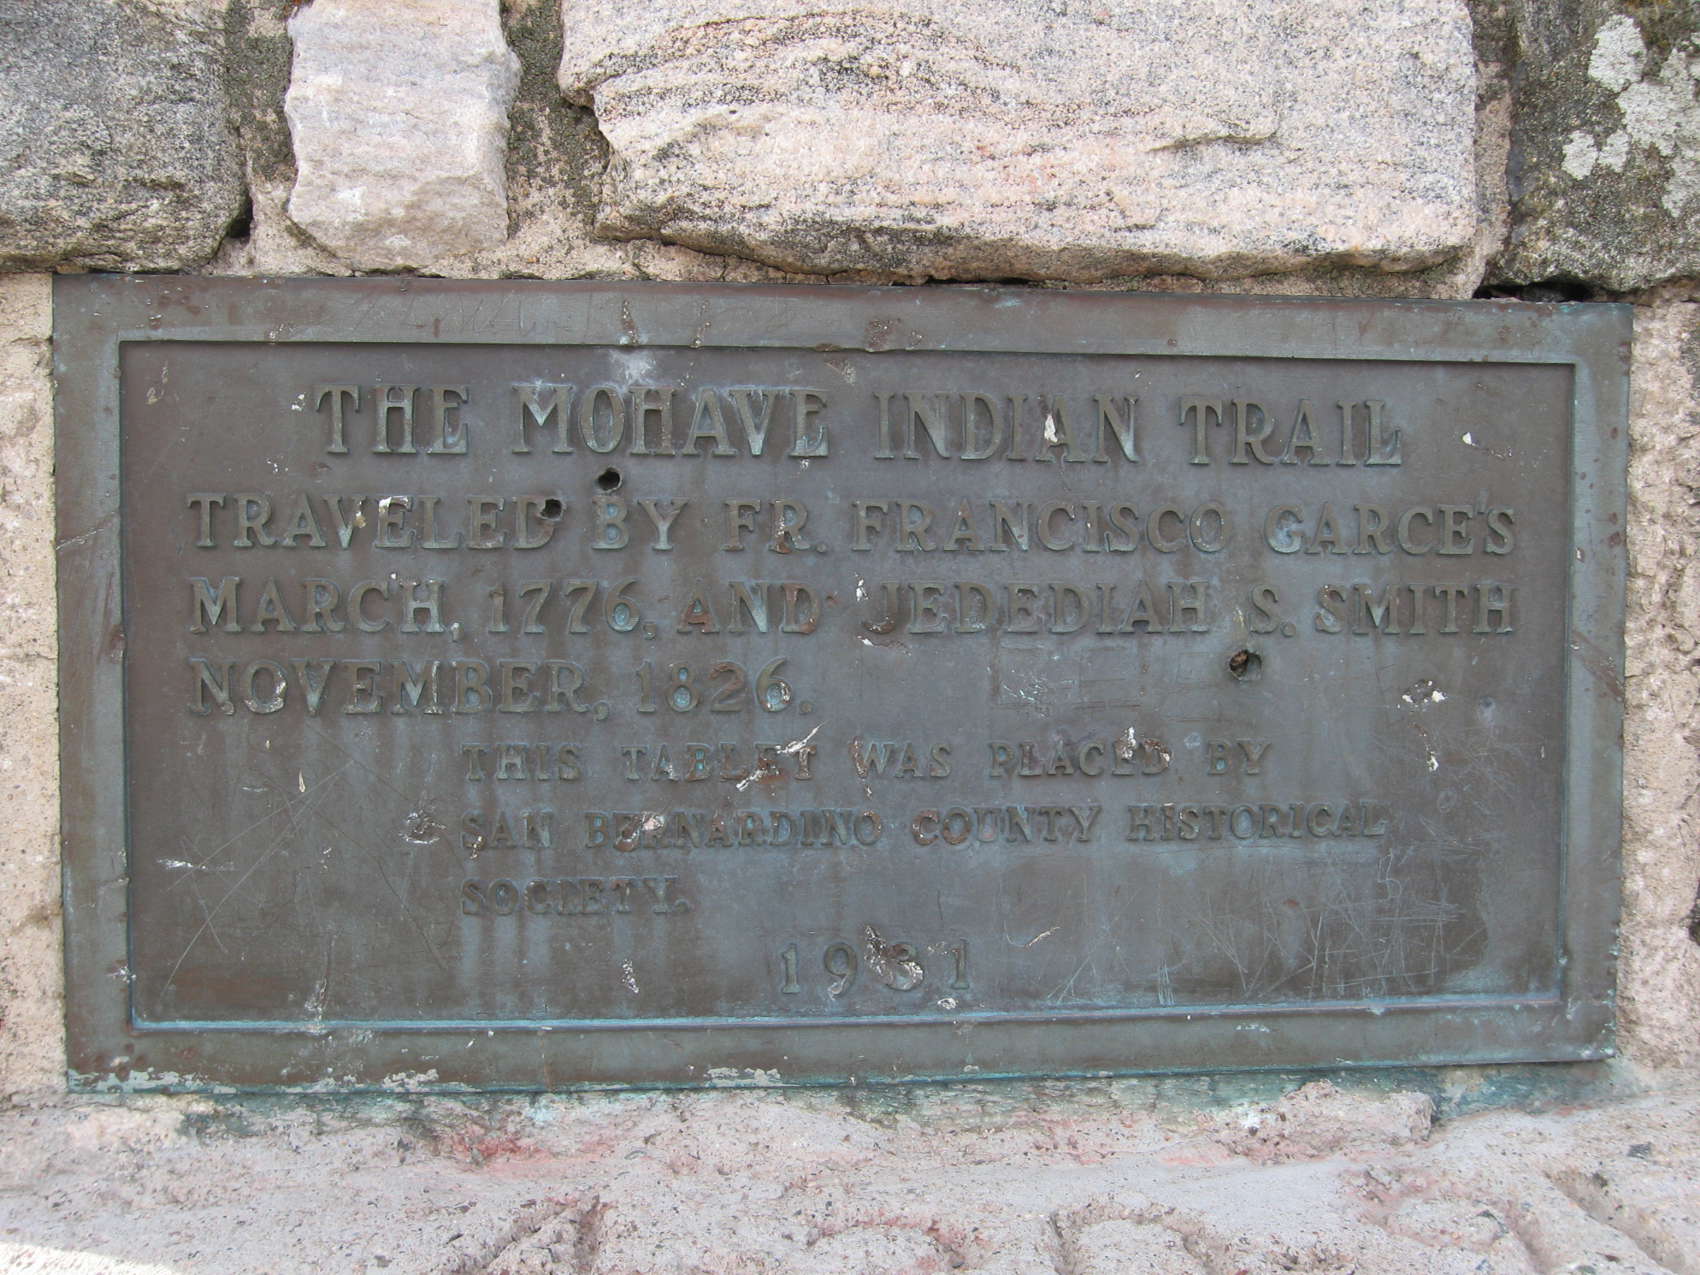 THE MOHAVE INDIAN TRAIL
TRAVELED BY FR. FRANCISCO GARCE'S
MARCH, 1776, AND JEDEDIAH S. SMITH
NOVEMBER, 1826.
THIS TABLET WAS PLACED BY
SAN BERNARDINO COUNTY HISTORICAL
SOCIETY.
1931